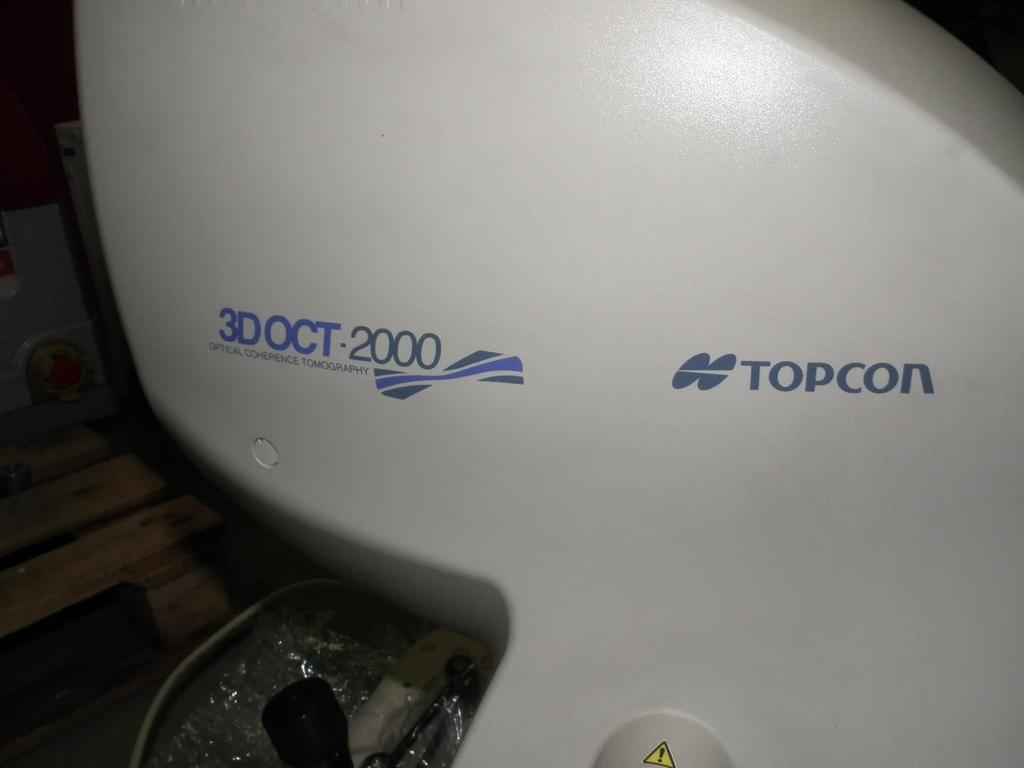 3D OCT-2000
OPTICAL COHERENCE TOMOGRAPHY
TOPCON